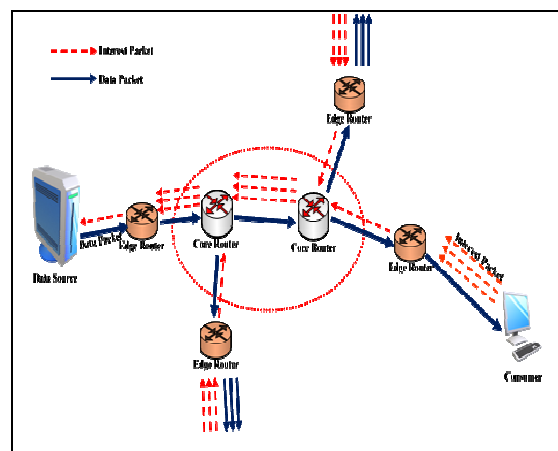 Interest Packet
Data Packet
Edge Router
Data Packet
Edge Router
Core Router
Core Router
Edge Router
Interest Packet
Data Source
Edge Router
Consumer